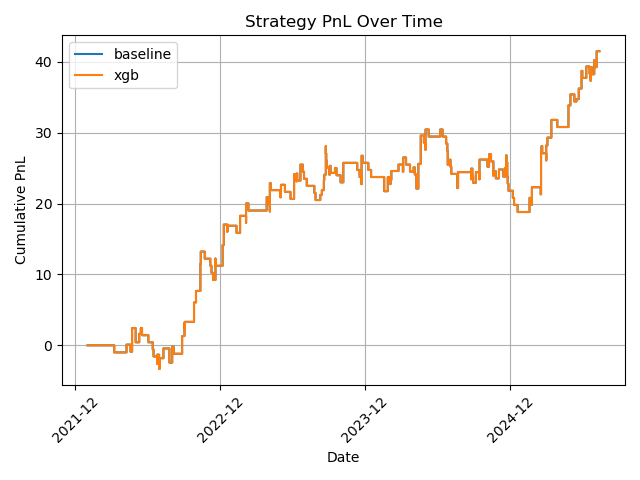 Strategy PnL Over Time
baseline
xgb
Cumulative PnL
40
30
20
10
0
2021-12
2022-12
2023-12
2024-12
Date